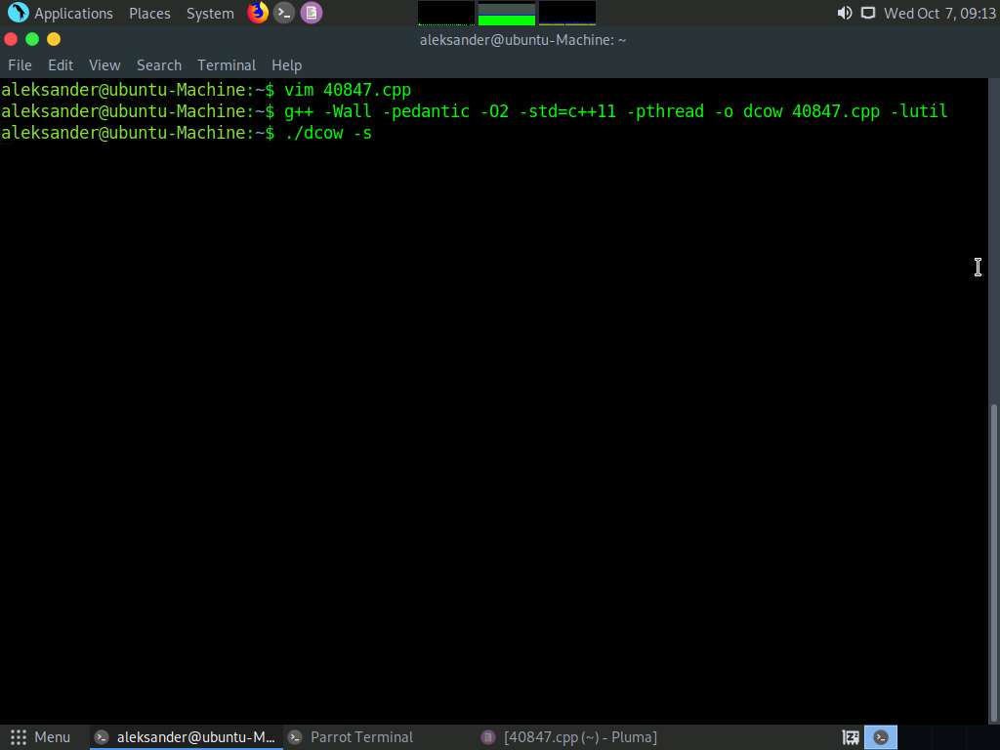 Applications Places System Wed Oct 7, 09:13
aleksander@ubuntu-Machine: ~
File Edit View Search Terminal Help
aleksander@ubuntu-Machine:~$ vim 40847.cpp
aleksander@ubuntu-Machine:~$ g++ -Wall -pedantic -O2 -std=c++11 -pthread -o dcow 40847.cpp -lutil
aleksander@ubuntu-Machine:~$ ./dcow -s
Menu aleksander@ubuntu-M... Parrot Terminal [40847.cpp (~) - Pluma]